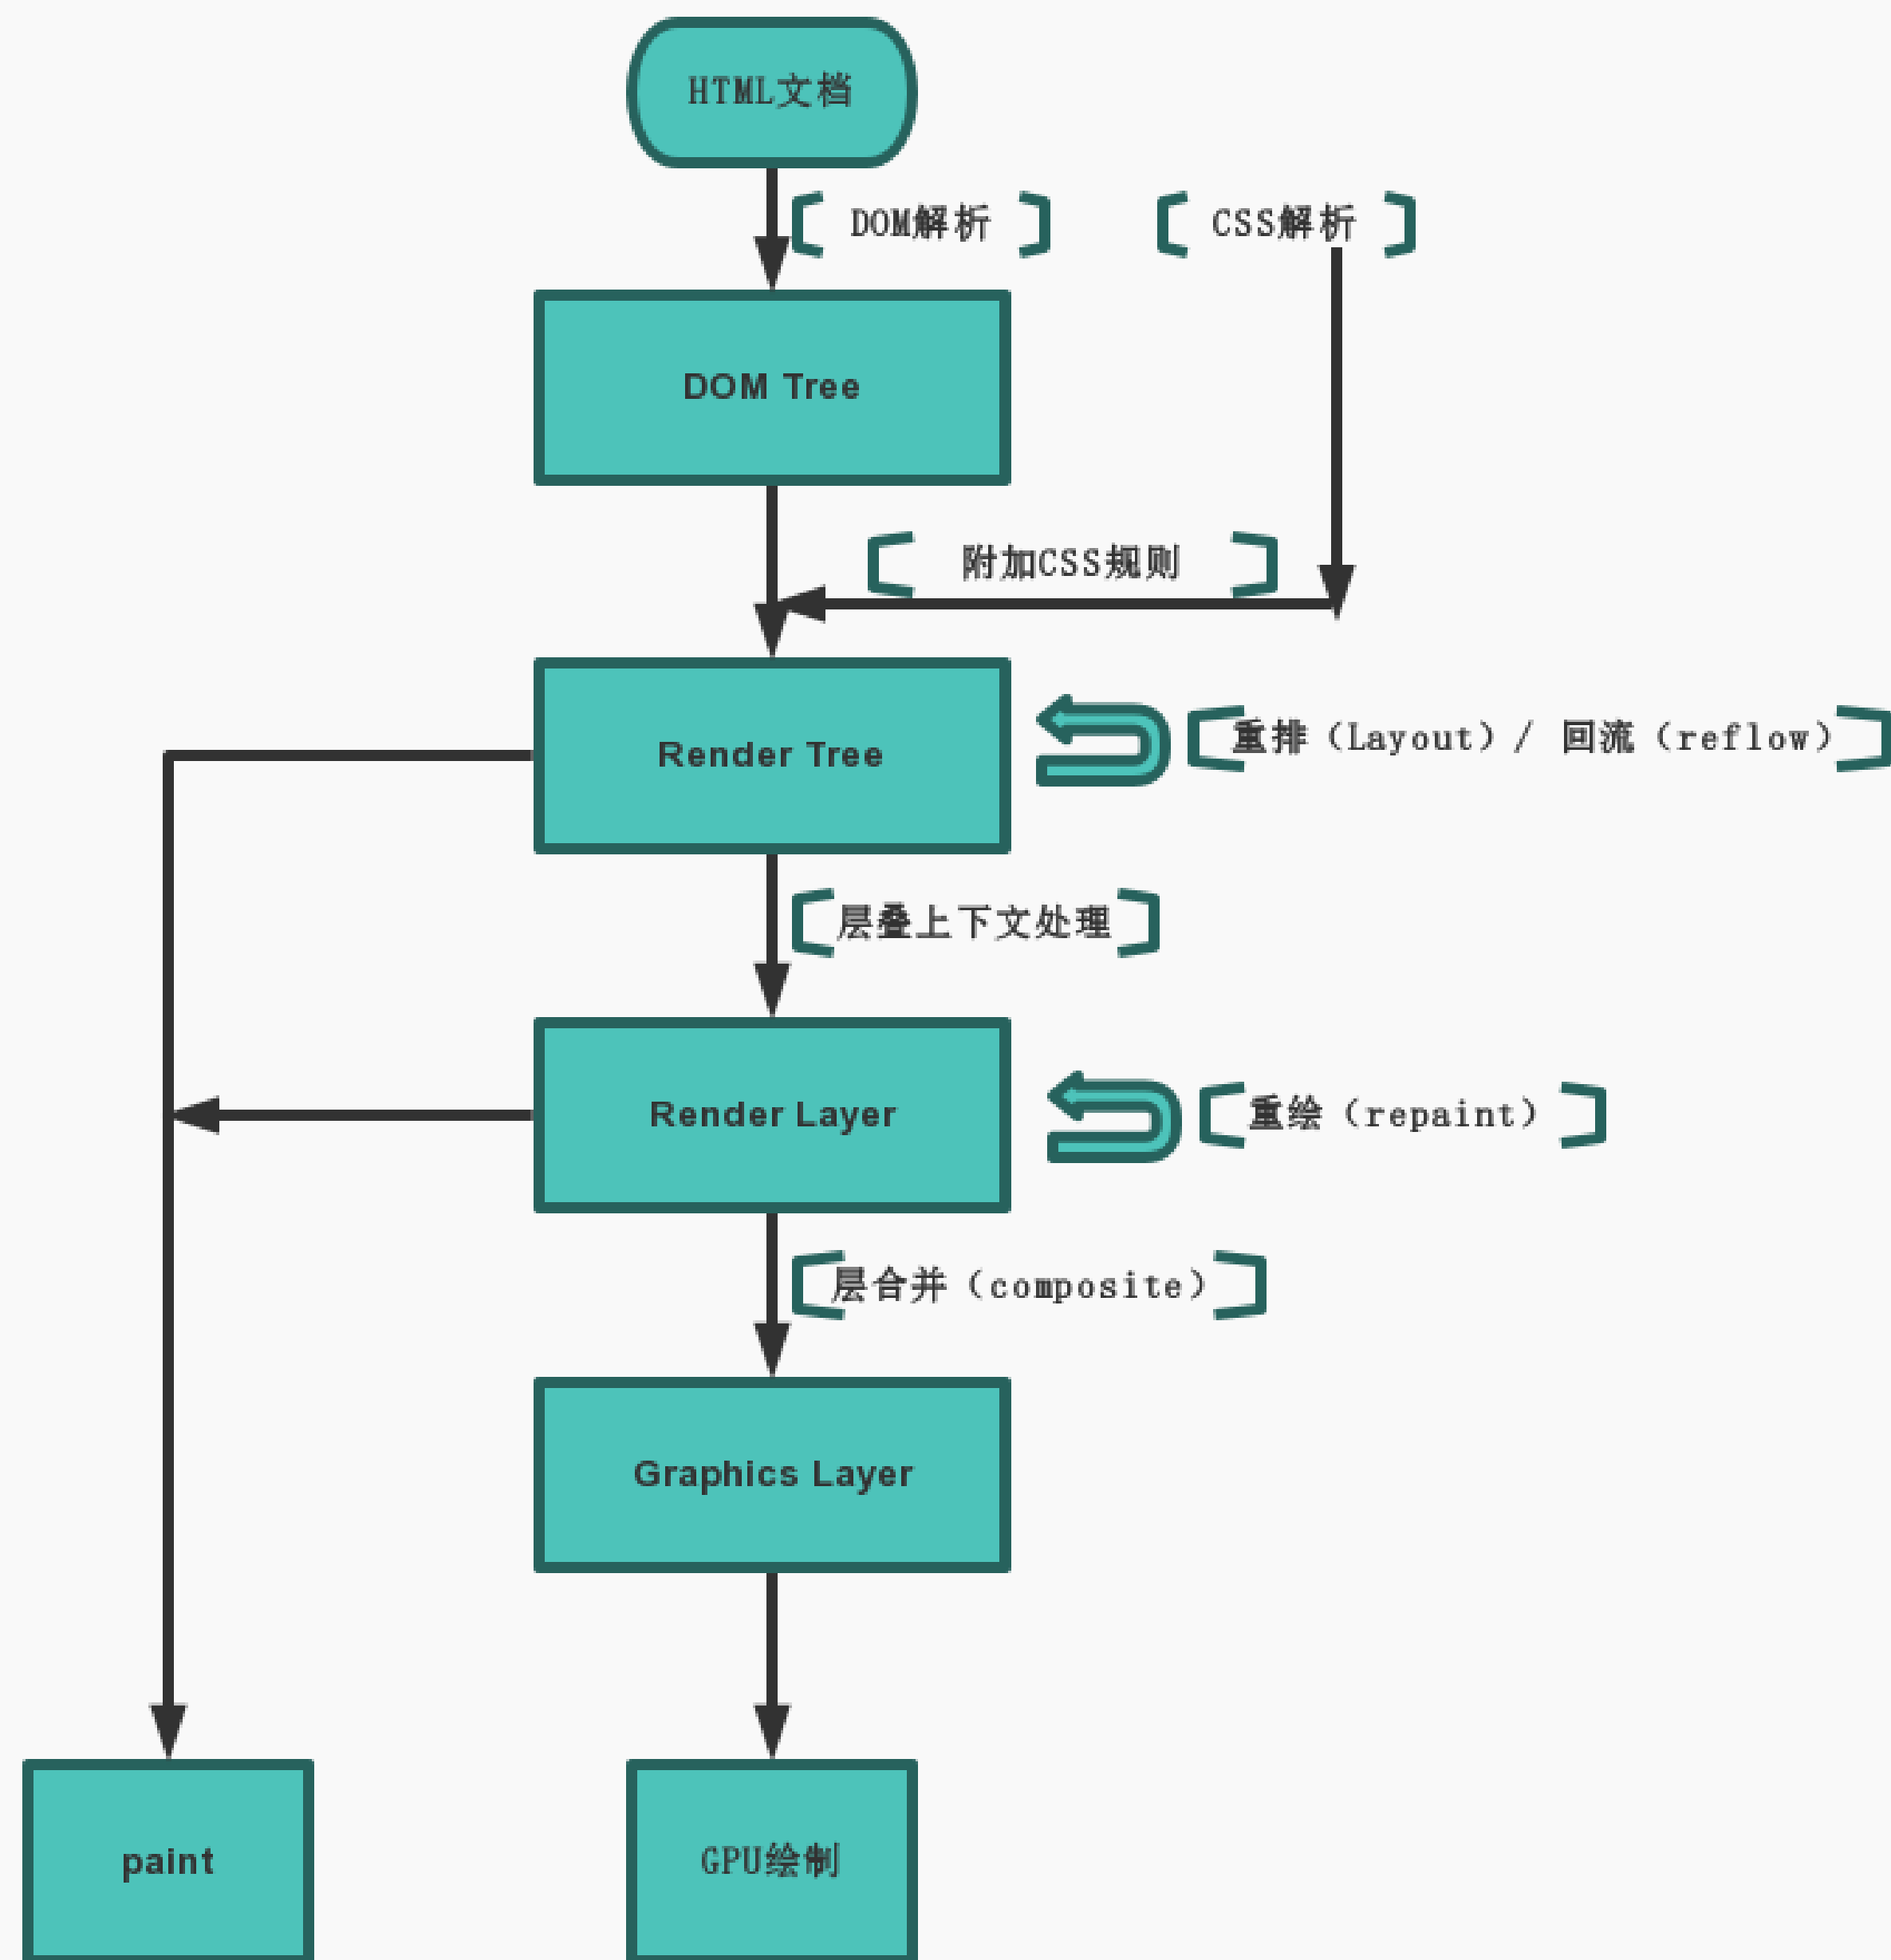 HTML文档
DOM解析
CSS解析
DOM Tree
附加CSS规则
Render Tree
重排（Layout）/ 回流（reflow）
层叠上下文处理
Render Layer
重绘（repaint）
层合并（composite）
Graphics Layer
paint
GPU绘制